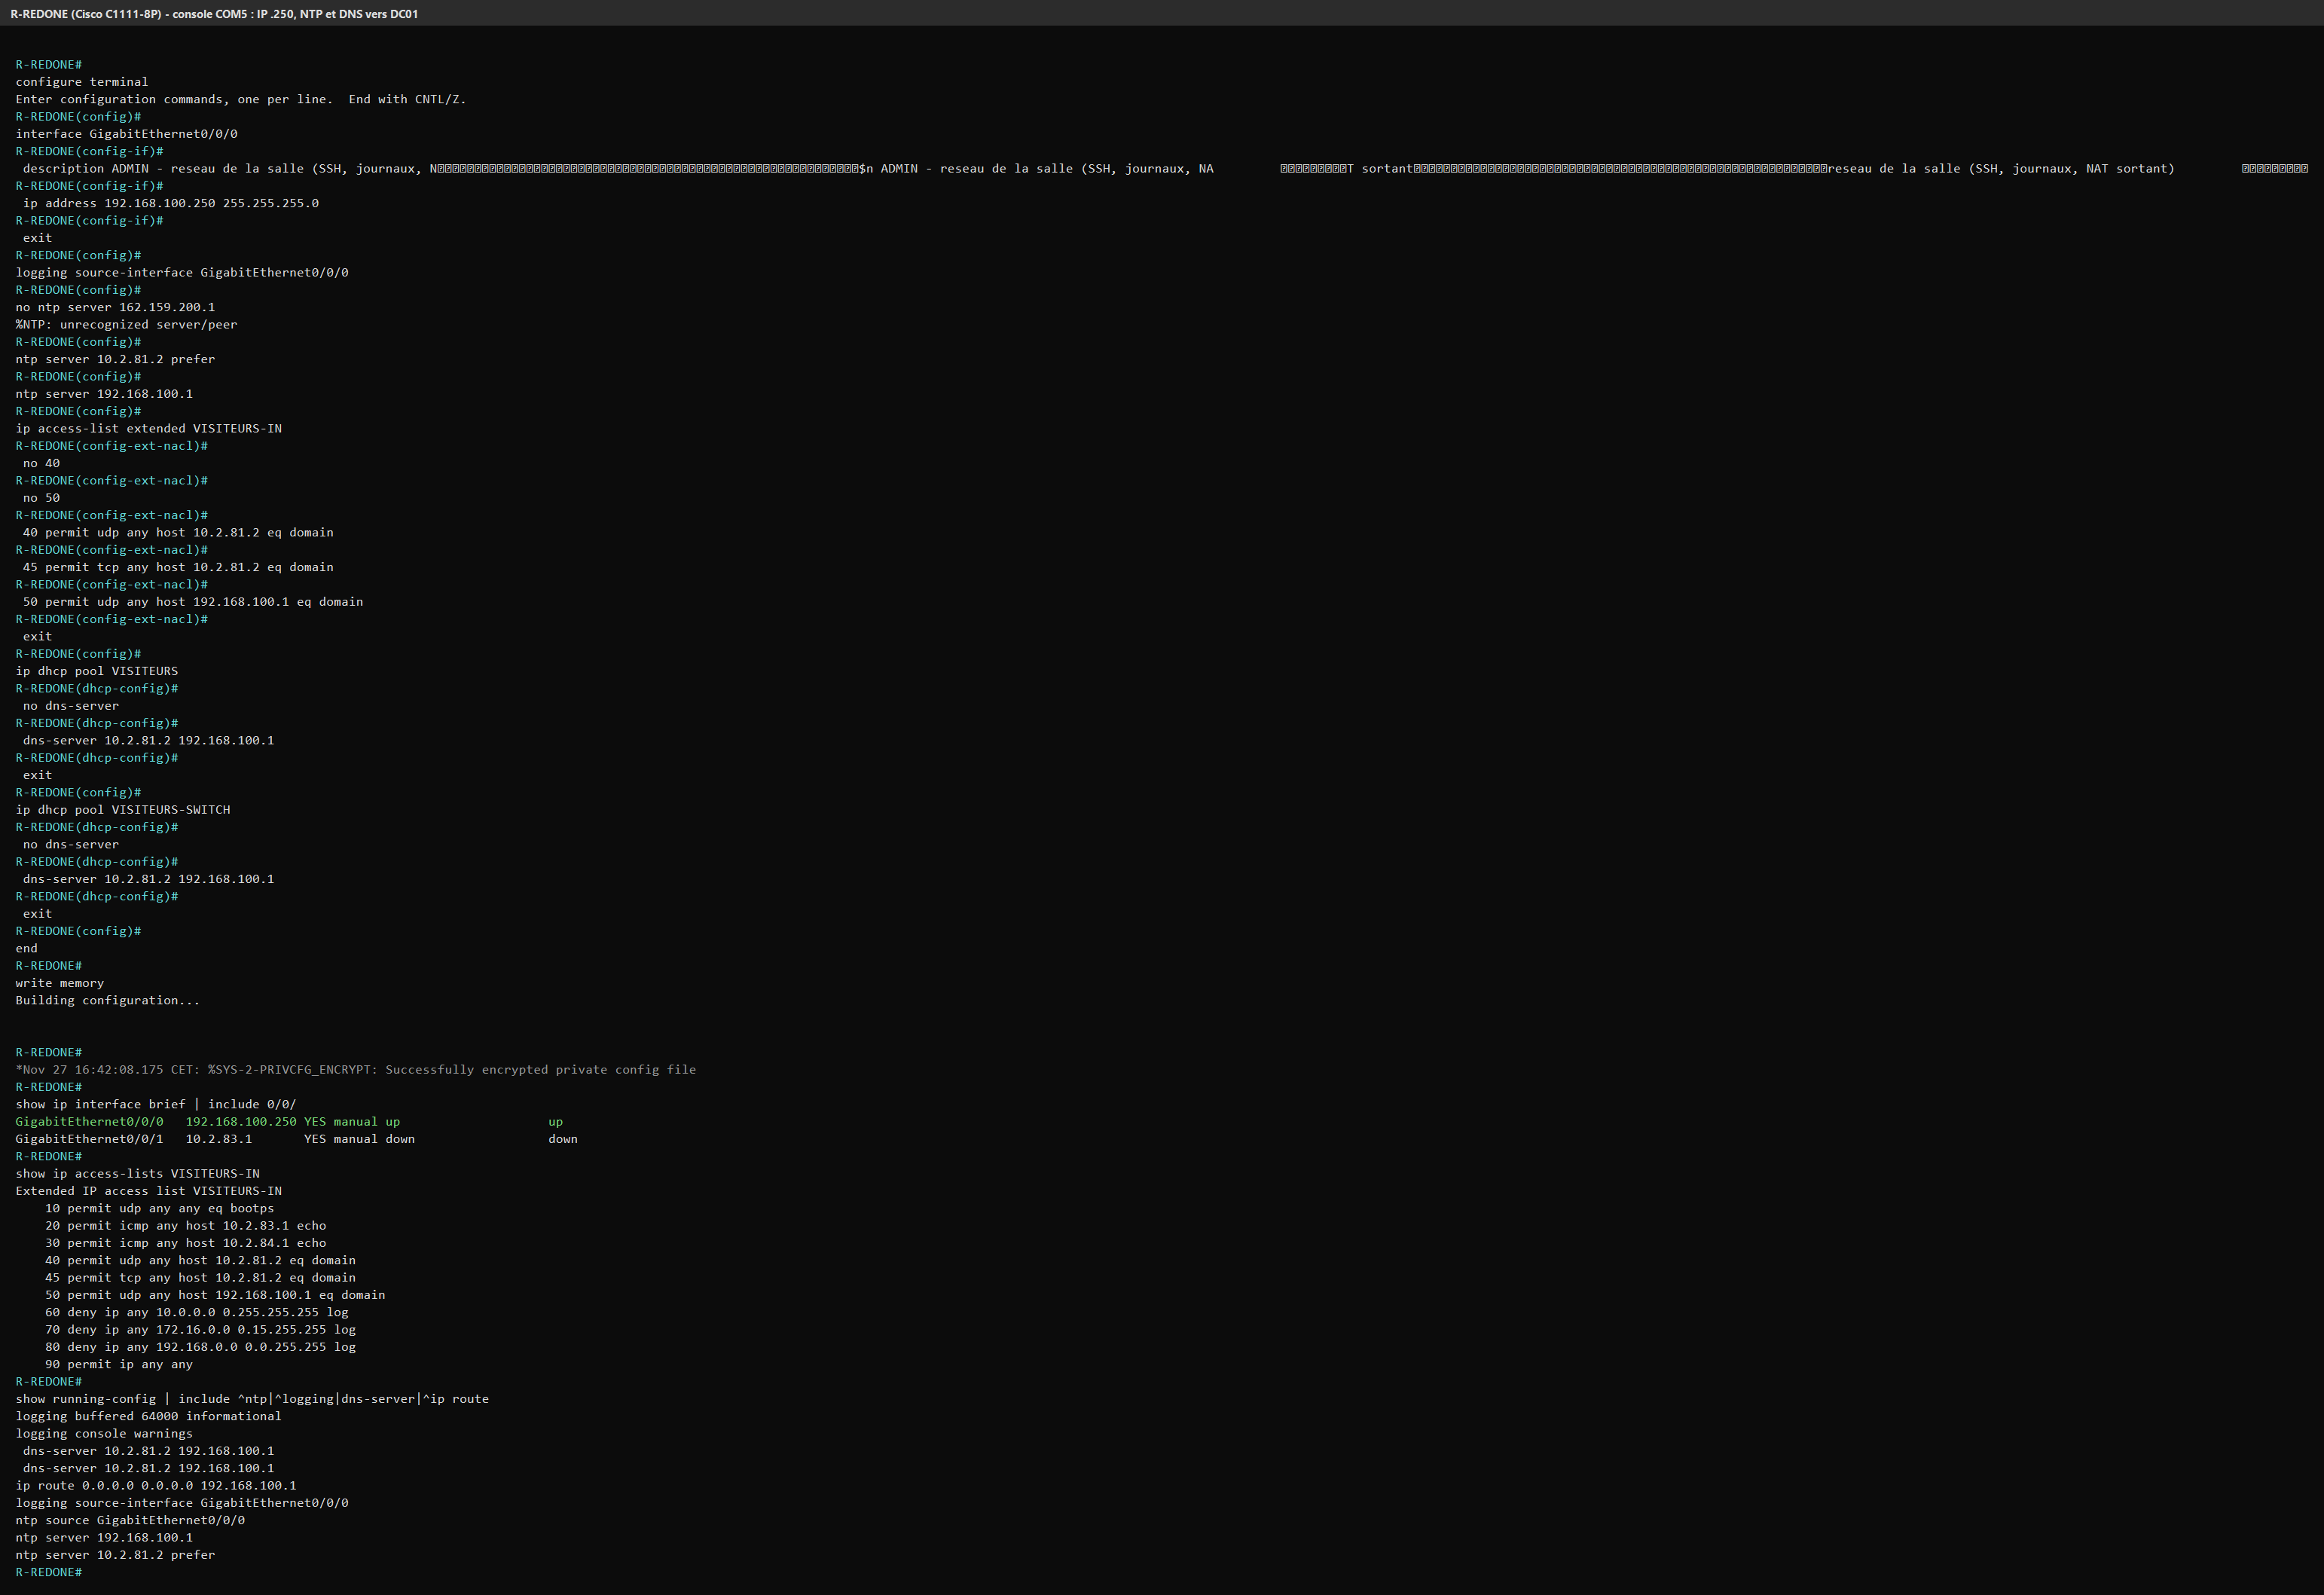 R-REDONE (Cisco C1111-8P) - console COM5 : IP .250, NTP et DNS vers DC01
R-REDONE#
configure terminal
Enter configuration commands, one per line.  End with CNTL/Z.
R-REDONE(config)#
interface GigabitEthernet0/0/0
R-REDONE(config-if)#
 description ADMIN - reseau de la salle (SSH, journaux, N$n ADMIN - reseau de la salle (SSH, journaux, NA         T sortantreseau de la salle (SSH, journaux, NAT sortant)
R-REDONE(config-if)#
 ip address 192.168.100.250 255.255.255.0
R-REDONE(config-if)#
 exit
R-REDONE(config)#
logging source-interface GigabitEthernet0/0/0
R-REDONE(config)#
no ntp server 162.159.200.1
%NTP: unrecognized server/peer
R-REDONE(config)#
ntp server 10.2.81.2 prefer
R-REDONE(config)#
ntp server 192.168.100.1
R-REDONE(config)#
ip access-list extended VISITEURS-IN
R-REDONE(config-ext-nacl)#
 no 40
R-REDONE(config-ext-nacl)#
 no 50
R-REDONE(config-ext-nacl)#
 40 permit udp any host 10.2.81.2 eq domain
R-REDONE(config-ext-nacl)#
 45 permit tcp any host 10.2.81.2 eq domain
R-REDONE(config-ext-nacl)#
 50 permit udp any host 192.168.100.1 eq domain
R-REDONE(config-ext-nacl)#
 exit
R-REDONE(config)#
ip dhcp pool VISITEURS
R-REDONE(dhcp-config)#
 no dns-server
R-REDONE(dhcp-config)#
 dns-server 10.2.81.2 192.168.100.1
R-REDONE(dhcp-config)#
 exit
R-REDONE(config)#
ip dhcp pool VISITEURS-SWITCH
R-REDONE(dhcp-config)#
 no dns-server
R-REDONE(dhcp-config)#
 dns-server 10.2.81.2 192.168.100.1
R-REDONE(dhcp-config)#
 exit
R-REDONE(config)#
end
R-REDONE#
write memory
Building configuration...
R-REDONE#
*Nov 27 16:42:08.175 CET: %SYS-2-PRIVCFG_ENCRYPT: Successfully encrypted private config file
R-REDONE#
show ip interface brief | include 0/0/
GigabitEthernet0/0/0   192.168.100.250 YES manual up                    up
GigabitEthernet0/0/1   10.2.83.1       YES manual down                  down
R-REDONE#
show ip access-lists VISITEURS-IN
Extended IP access list VISITEURS-IN
    10 permit udp any any eq bootps
    20 permit icmp any host 10.2.83.1 echo
    30 permit icmp any host 10.2.84.1 echo
    40 permit udp any host 10.2.81.2 eq domain
    45 permit tcp any host 10.2.81.2 eq domain
    50 permit udp any host 192.168.100.1 eq domain
    60 deny ip any 10.0.0.0 0.255.255.255 log
    70 deny ip any 172.16.0.0 0.15.255.255 log
    80 deny ip any 192.168.0.0 0.0.255.255 log
    90 permit ip any any
R-REDONE#
show running-config | include ^ntp|^logging|dns-server|^ip route
logging buffered 64000 informational
logging console warnings
 dns-server 10.2.81.2 192.168.100.1
 dns-server 10.2.81.2 192.168.100.1
ip route 0.0.0.0 0.0.0.0 192.168.100.1
logging source-interface GigabitEthernet0/0/0
ntp source GigabitEthernet0/0/0
ntp server 192.168.100.1
ntp server 10.2.81.2 prefer
R-REDONE#